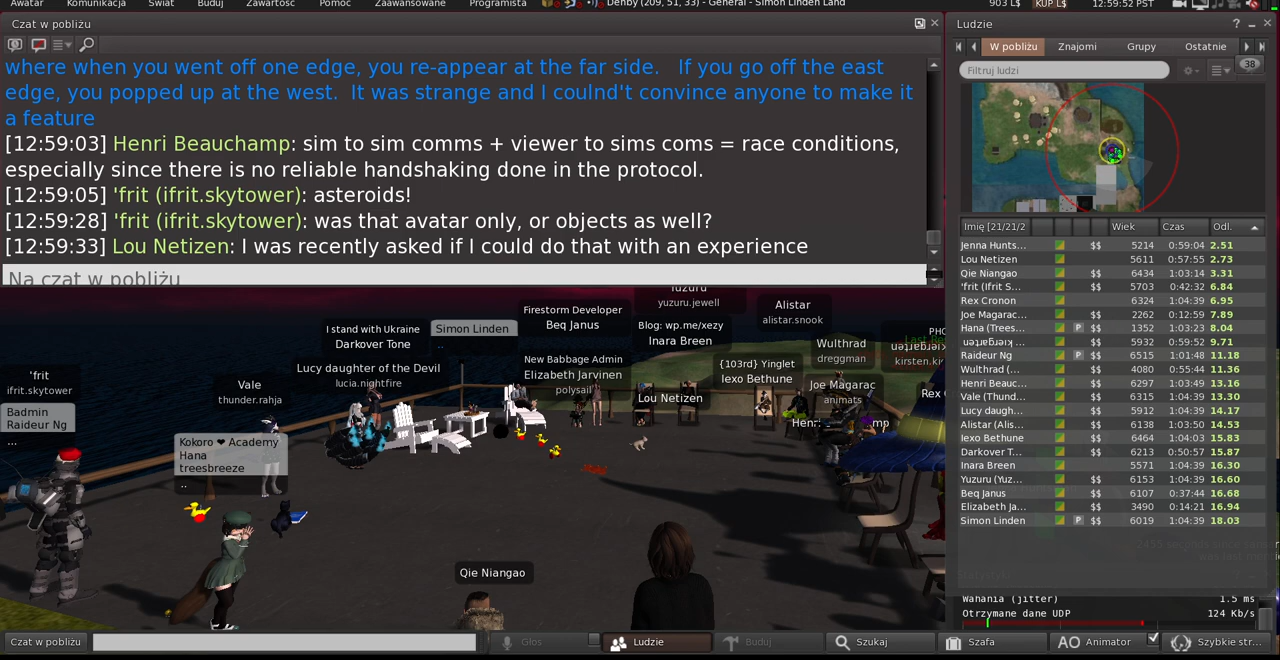 Awatar Komunikacja Świat Buduj Zawartość Pomoc Zaawansowane Programista Denby (209, 51, 33) - General - Simon Linden Land 903 L$ KUP L$ 12:59:52 PST
Czat w pobliżu
where when you went off one edge, you re-appear at the far side. If you go off the east
edge, you popped up at the west. It was strange and I coulnd't convince anyone to make it
a feature
[12:59:03] Henri Beauchamp: sim to sim comms + viewer to sims coms = race conditions,
especially since there is no reliable handshaking done in the protocol.
[12:59:05] 'frit (ifrit.skytower): asteroids!
[12:59:28] 'frit (ifrit.skytower): was that avatar only, or objects as well?
[12:59:33] Lou Netizen: I was recently asked if I could do that with an experience
Na czat w pobliżu
Yuzuru
yuzuru.jewell
Alistar
alistar.snook
Firestorm Developer
Beq Janus
Blog: wp.me/xezy
Inara Breen
I stand with Ukraine
Darkover Tone
Simon Linden
..
Wulthrad
dreggman
kirsten.
New Babbage Admin
Elizabeth Jarvinen
polysail
{103rd} Yinglet
Iexo Bethune
Lucy daughter of the Devil
lucia.nightfire
Joe Magarac
animats
Rex
Lou Netizen
Henri
mp
'frit
ifrit.skytower
Vale
thunder.rahja
Badmin
Raideur Ng
...
Kokoro ❤ Academy
Hana
treesbreeze
..
Qie Niangao
Ludzie
? _ ×
W pobliżu Znajomi Grupy Ostatnie
Filtruj ludzi
38
Imię [21/21/2 Wiek Czas Odl.
Jenna Hunts... $$ 5214 0:59:04 2.51
Lou Netizen 5611 0:57:55 2.73
Qie Niangao $$ 6434 1:03:14 3.31
'frit (Ifrit S... $$ 5703 0:42:32 6.84
Rex Cronon 6324 1:04:39 6.95
Joe Magarac... $$ 2262 0:12:59 7.89
Hana (Trees... P $$ 1352 1:03:23 8.04
$$ 5932 0:59:52 9.71
Raideur Ng P $$ 6515 1:01:48 11.18
Wulthrad (... $$ 4080 0:55:44 11.36
Henri Beauc... $$ 6297 1:03:49 13.16
Vale (Thund... $$ 6315 1:04:39 13.30
Lucy daugh... $$ 5912 1:04:39 14.17
Alistar (Alis... $$ 6138 1:03:50 14.53
Iexo Bethune $$ 6464 1:04:03 15.83
Darkover T... $$ 6213 0:50:57 15.87
Inara Breen 5571 1:04:39 16.30
Yuzuru (Yuz... $$ 6153 1:04:39 16.60
Beq Janus $$ 6107 0:37:44 16.68
Elizabeth Ja... $$ 3490 0:14:21 16.94
Simon Linden P $$ 6019 1:04:39 18.03
Wahania (jitter) 1.5 ms
Otrzymane dane UDP 124 Kb/s
Czat w pobliżu Głos Ludzie Buduj Szukaj Szafa AO Animator Szybkie str...